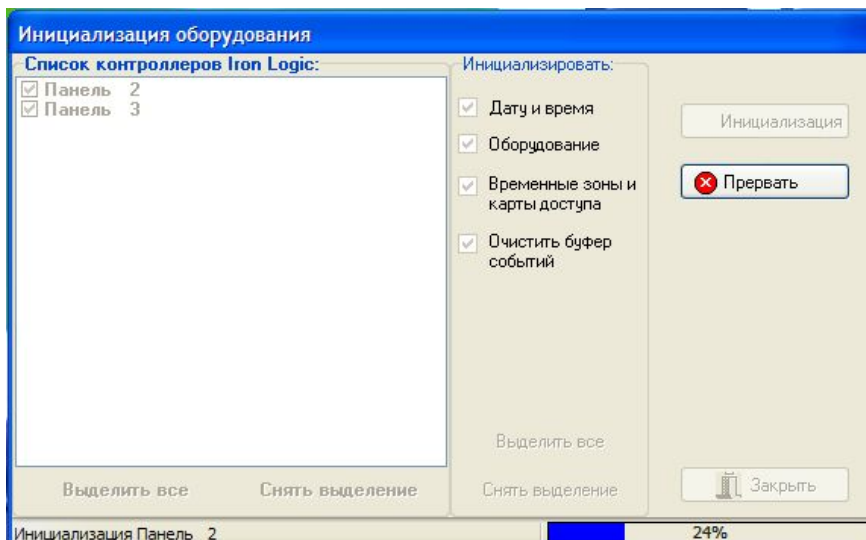 Инициализация оборудования
Список контроллеров Iron Logic:
Панель 2
Панель 3
Выделить все
Снять выделение
Инициализировать:
Дату и время
Оборудование
Временные зоны и
карты доступа
Очистить буфер
событий
Выделить все
Снять выделение
Инициализация
Прервать
Закрыть
Инициализация Панель 2
24%